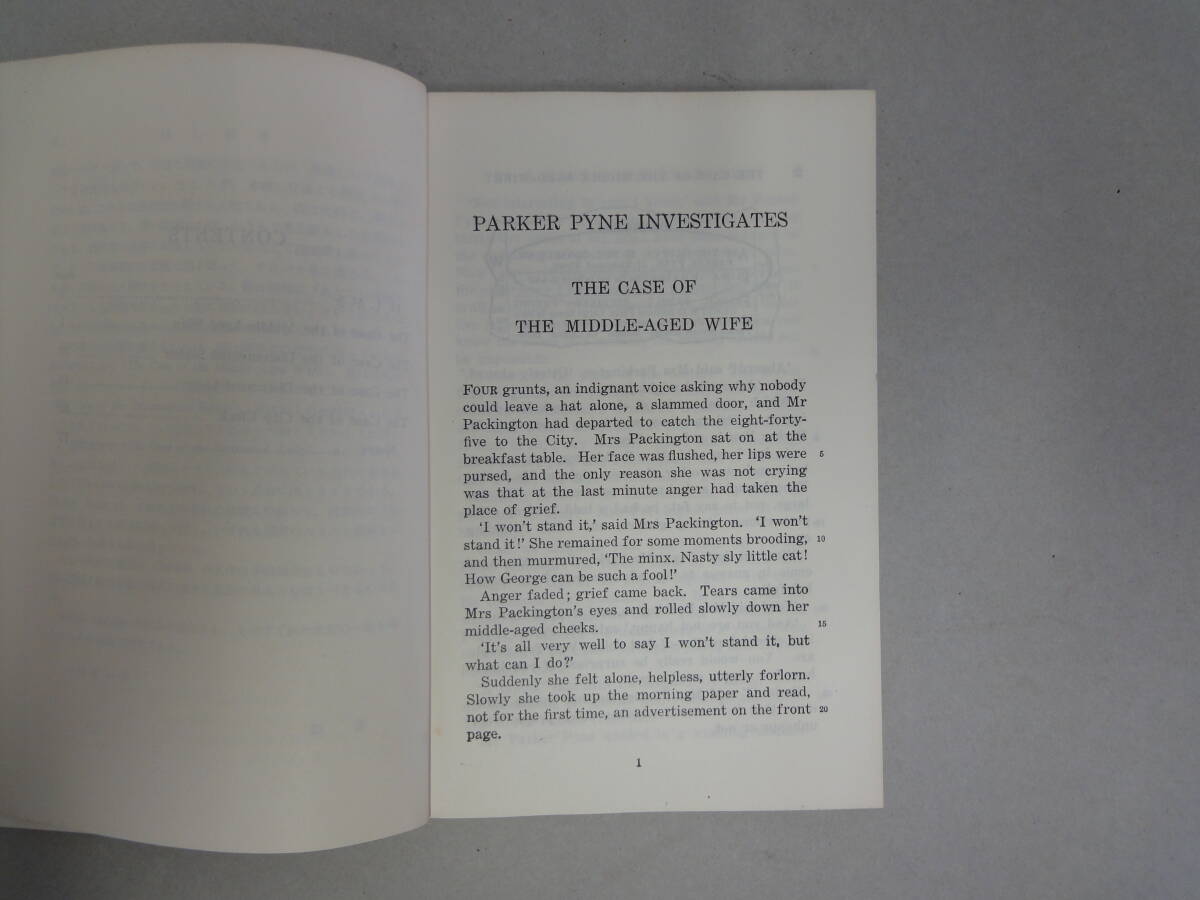 PARKER PYNE INVESTIGATES
THE CASE OF
THE MIDDLE-AGED WIFE
FOUR grunts, an indignant voice asking why nobody
could leave a hat alone, a slammed door, and Mr
Packington had departed to catch the eight-forty-
five to the City. Mrs Packington sat on at the
breakfast table. Her face was flushed, her lips were 5
pursed, and the only reason she was not crying
was that at the last minute anger had taken the
place of grief.
'I won't stand it,' said Mrs Packington. 'I won't
stand it!' She remained for some moments brooding, 10
and then murmured, 'The minx. Nasty sly little cat!
How George can be such a fool!'
Anger faded; grief came back. Tears came into
Mrs Packington's eyes and rolled slowly down her
middle-aged cheeks. 15
'It's all very well to say I won't stand it, but
what can I do?'
Suddenly she felt alone, helpless, utterly forlorn.
Slowly she took up the morning paper and read,
not for the first time, an advertisement on the front 20
page.
1